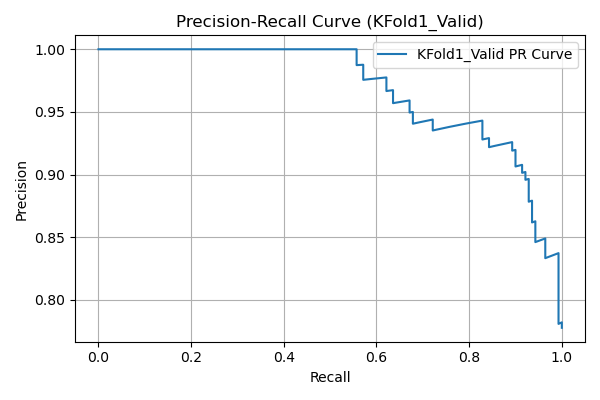 Precision-Recall Curve (KFold1_Valid)
KFold1_Valid PR Curve
Precision
1.00
0.95
0.90
0.85
0.80
0.0 0.2 0.4 0.6 0.8 1.0
Recall